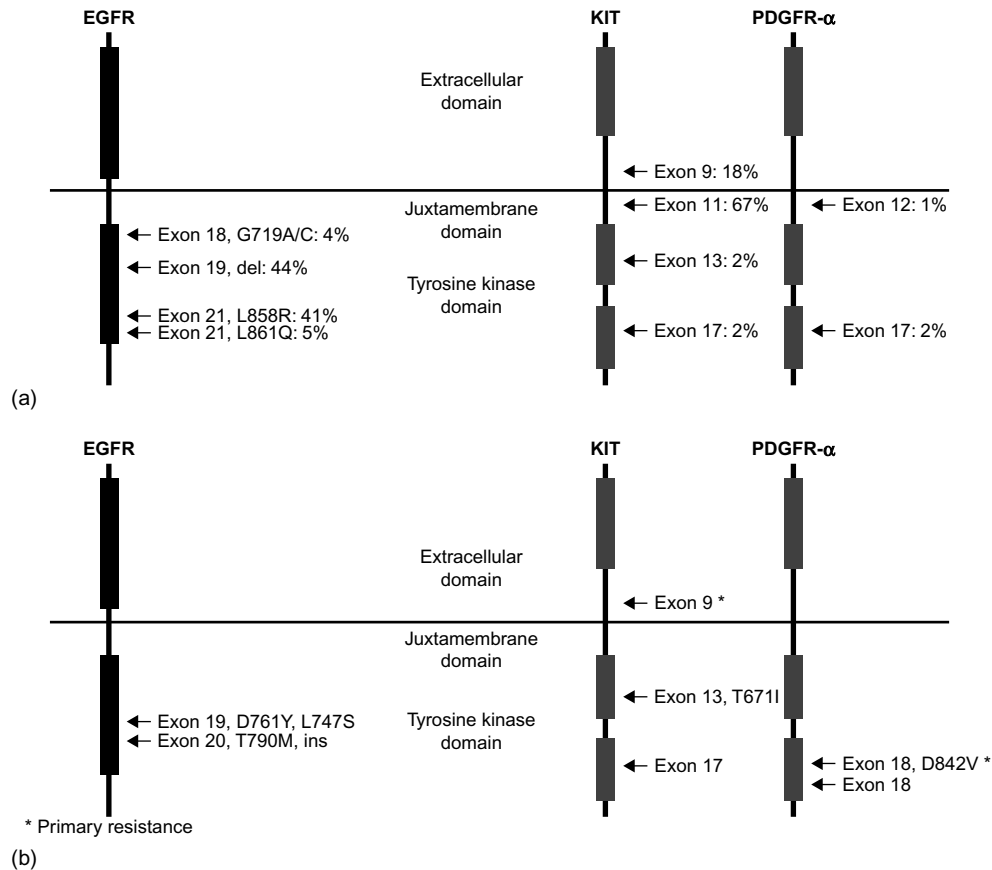 EGFR
KIT
PDGFR-α
Extracellular
domain
Exon 9: 18%
Juxtamembrane
domain
Exon 11: 67%
Exon 12: 1%
Exon 18, G719A/C: 4%
Exon 19, del: 44%
Exon 13: 2%
Tyrosine kinase
domain
Exon 21, L858R: 41%
Exon 21, L861Q: 5%
Exon 17: 2%
Exon 17: 2%
(a)
EGFR
KIT
PDGFR-α
Extracellular
domain
Exon 9 *
Juxtamembrane
domain
Exon 13, T671I
Exon 19, D761Y, L747S
Exon 20, T790M, ins
Tyrosine kinase
domain
Exon 17
Exon 18, D842V *
Exon 18
* Primary resistance
(b)